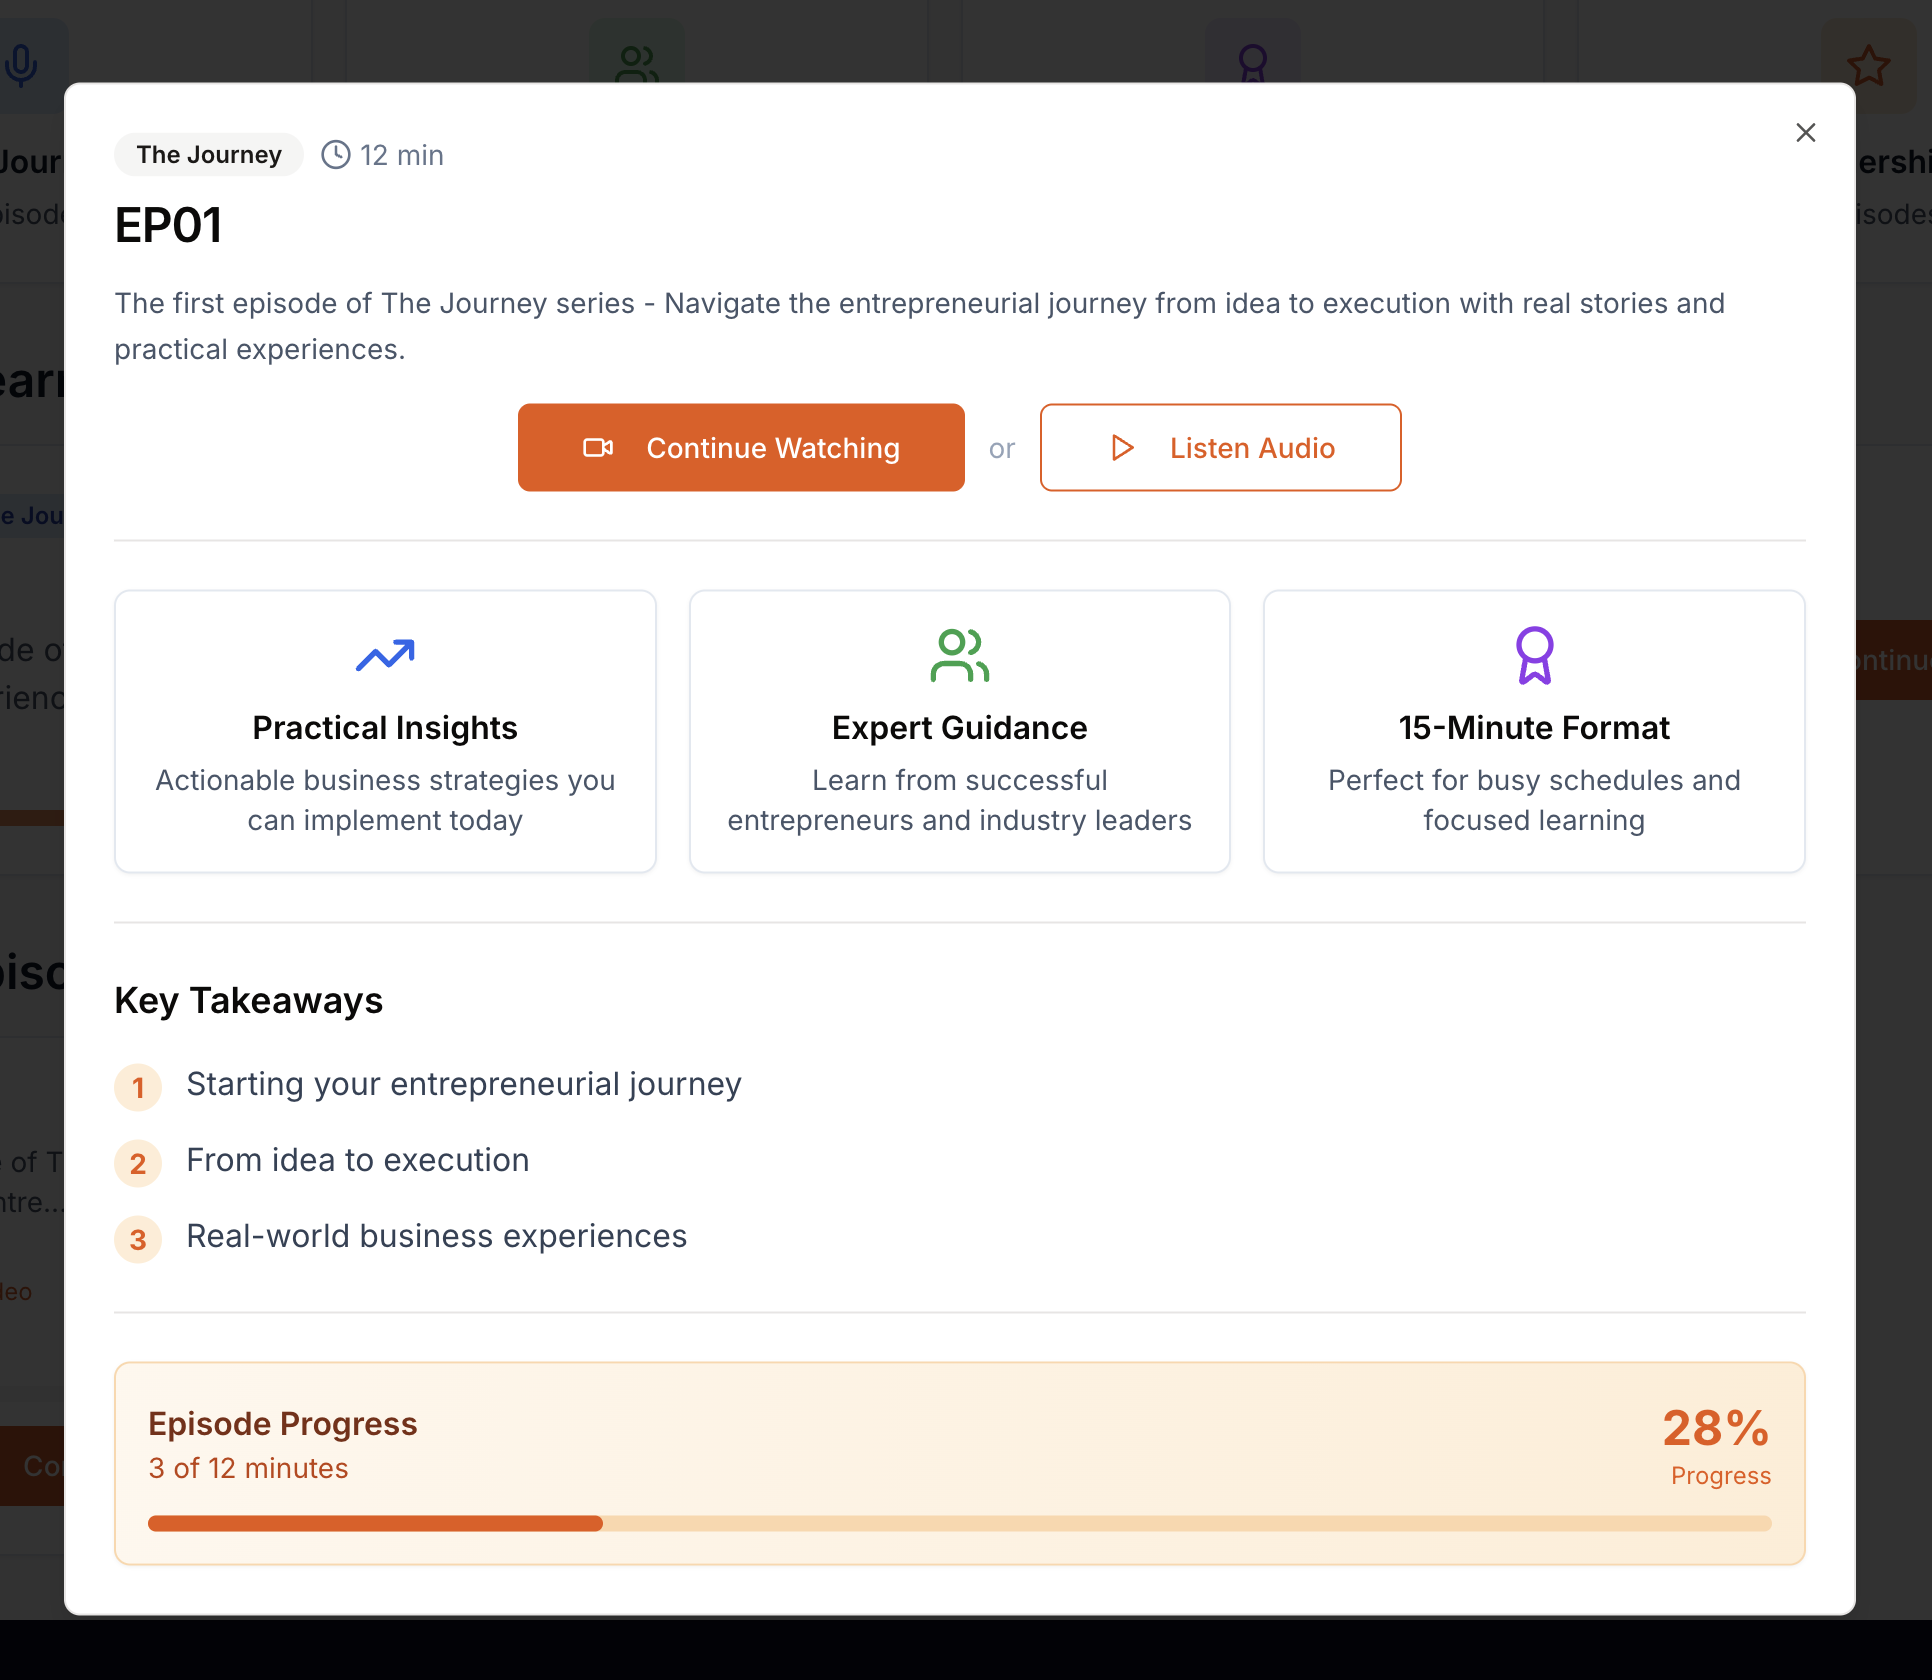 The Journey
12 min
EP01
The first episode of The Journey series - Navigate the entrepreneurial journey from idea to execution with real stories and
practical experiences.
Continue Watching
or
Listen Audio
Practical Insights
Actionable business strategies you
can implement today
Expert Guidance
Learn from successful
entrepreneurs and industry leaders
15-Minute Format
Perfect for busy schedules and
focused learning
Key Takeaways
1 Starting your entrepreneurial journey
2 From idea to execution
3 Real-world business experiences
Episode Progress
3 of 12 minutes
28%
Progress